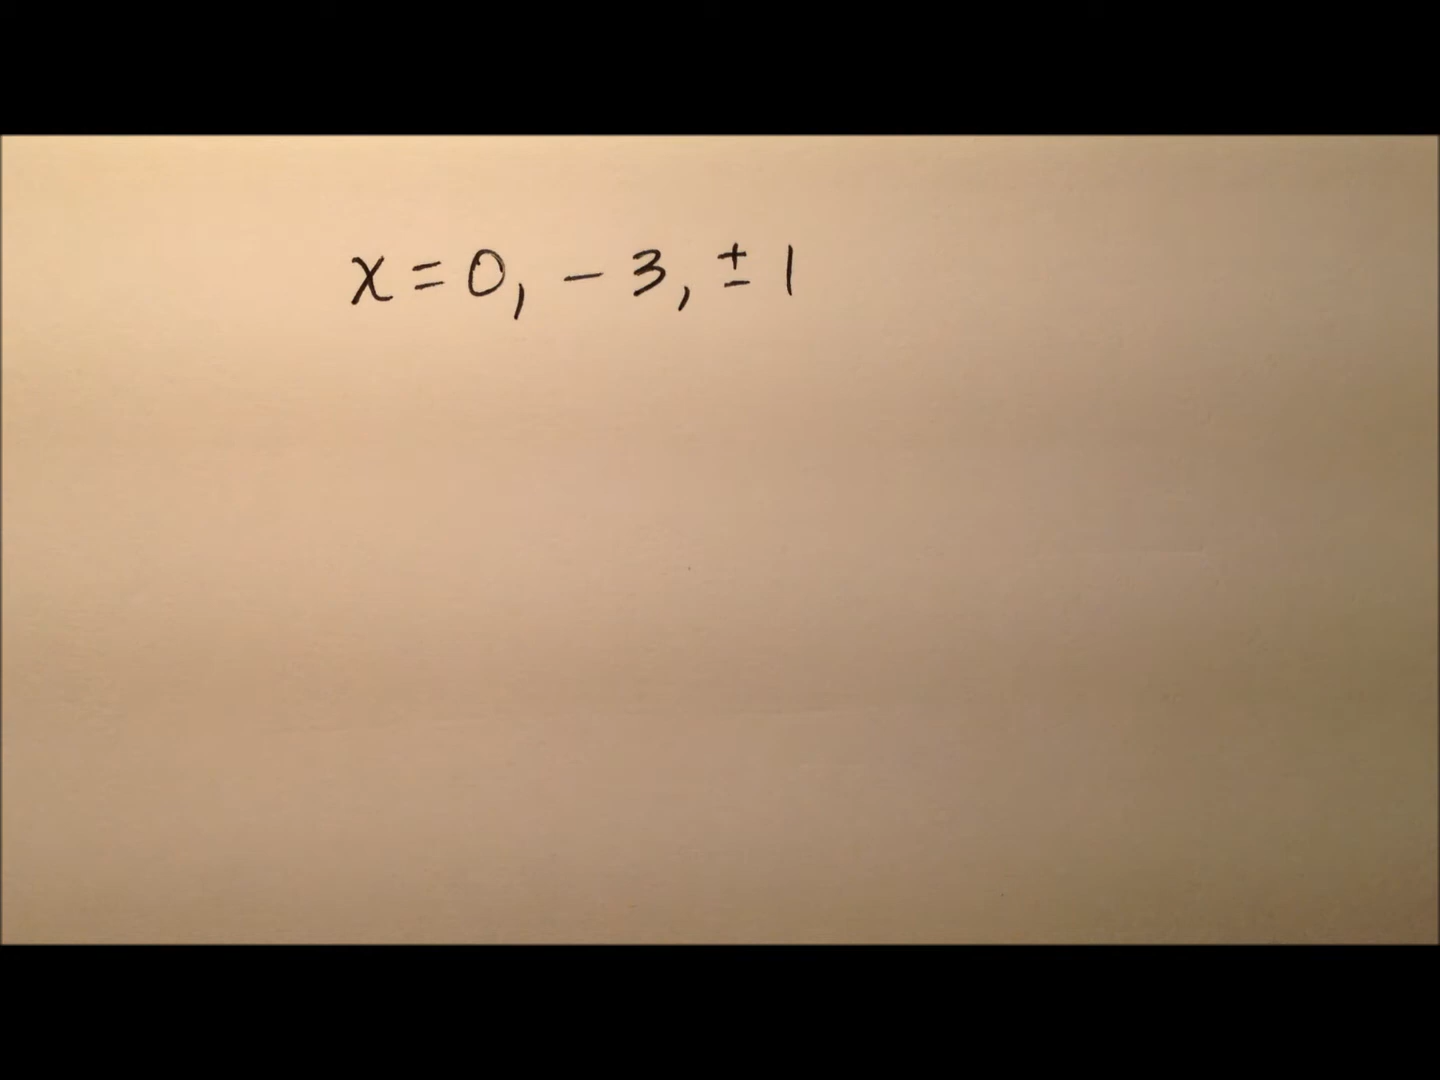 x = 0, - 3, ± 1